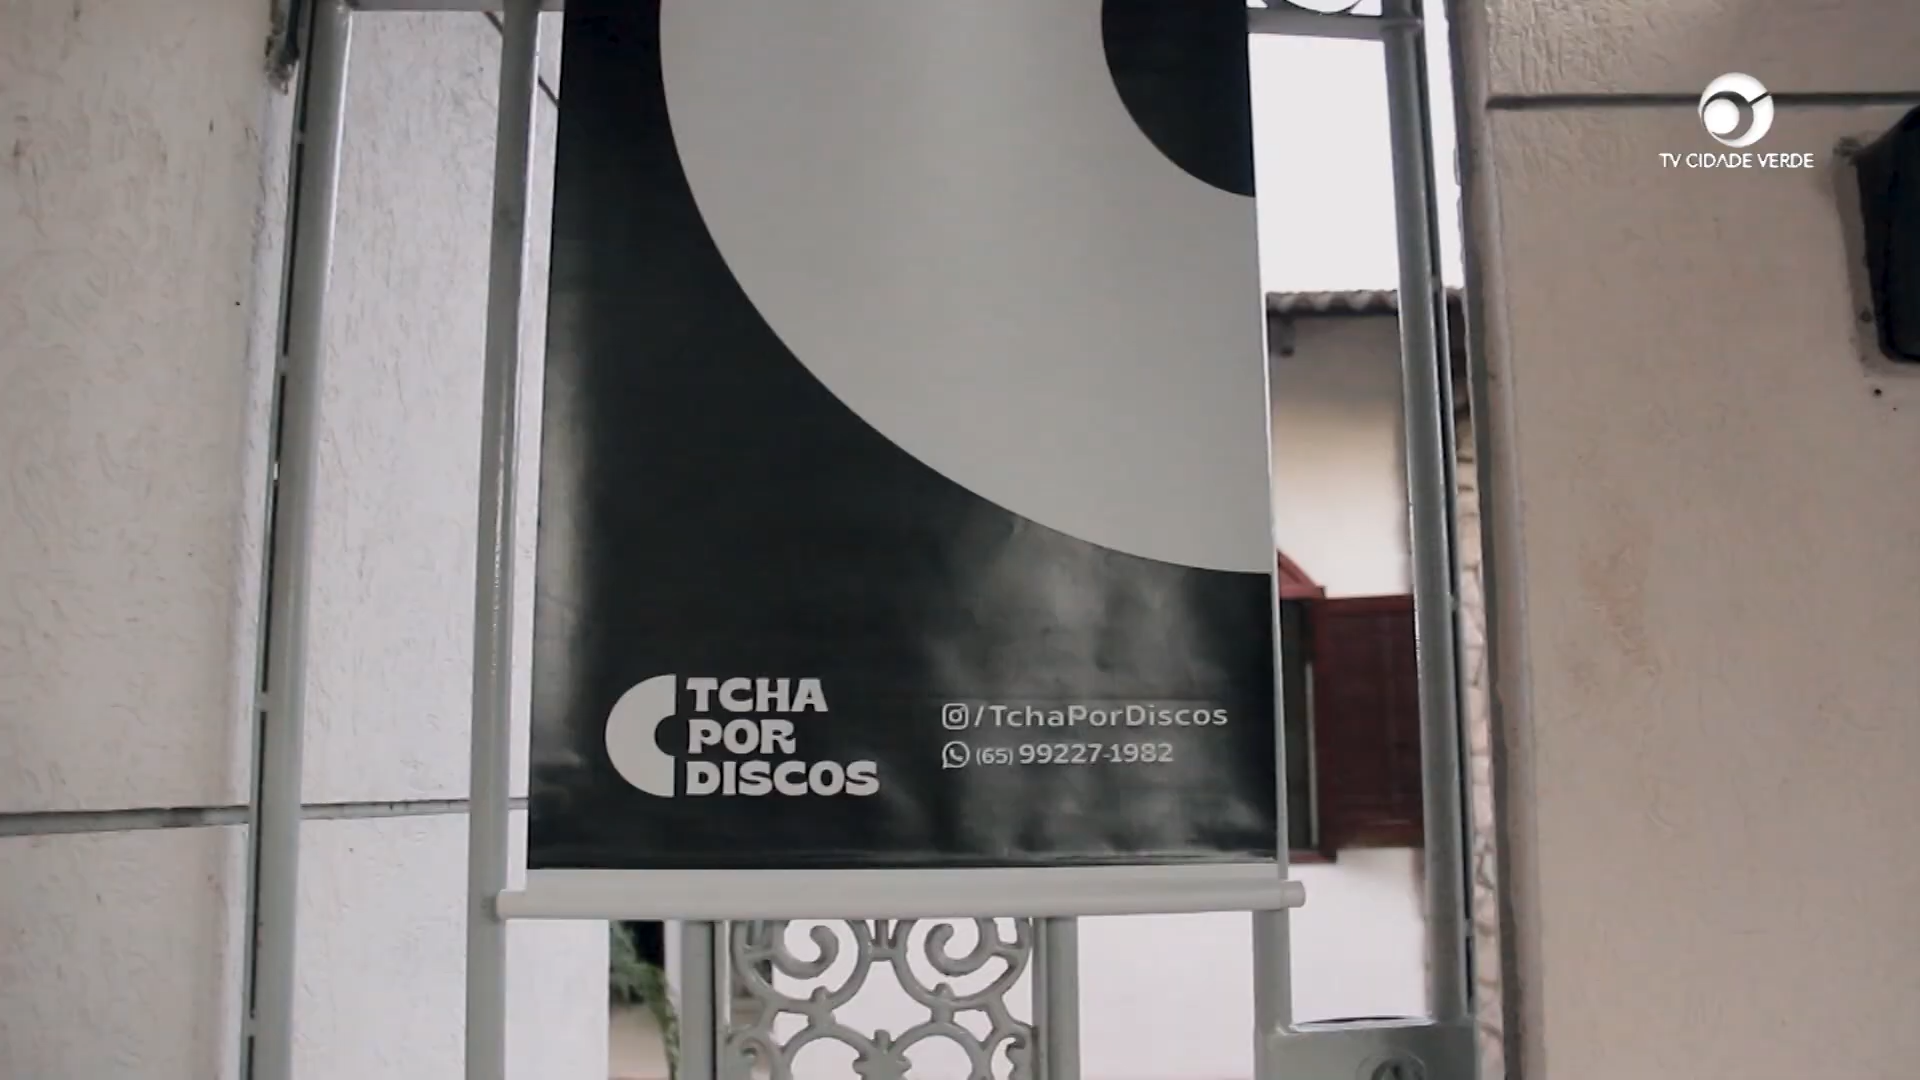 TV CIDADE VERDE
TCHA
POR
DISCOS
/TchaPorDiscos
(65) 99227-1982